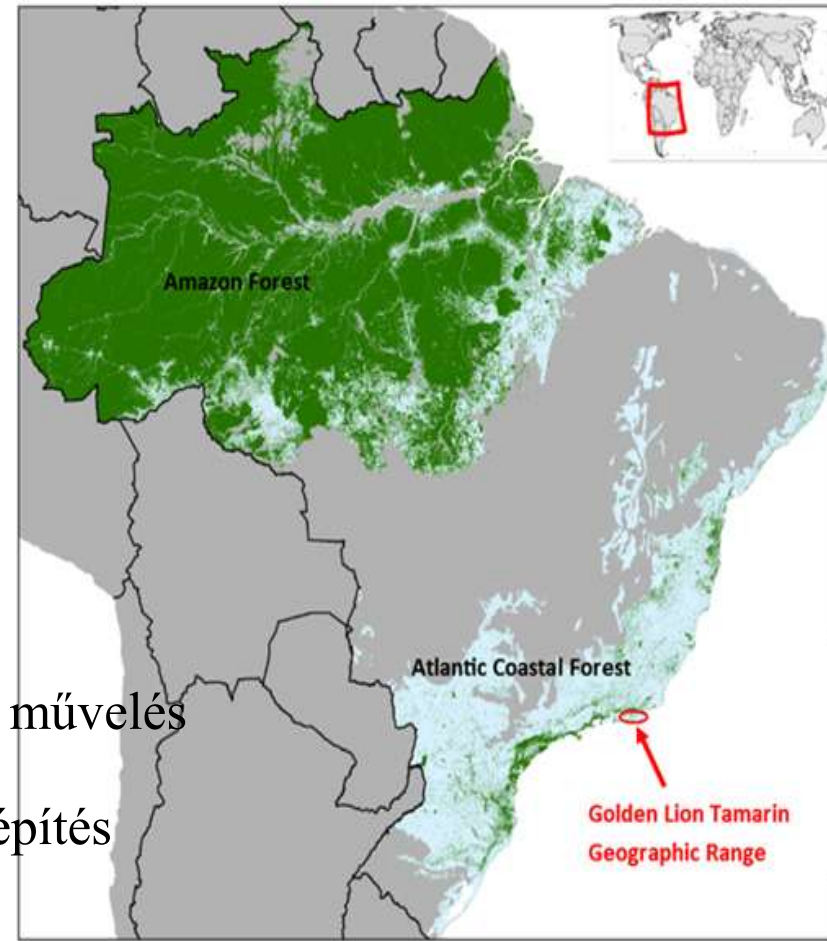 Amazon Forest
Atlantic Coastal Forest
művelés
építés
Golden Lion Tamarin
Geographic Range